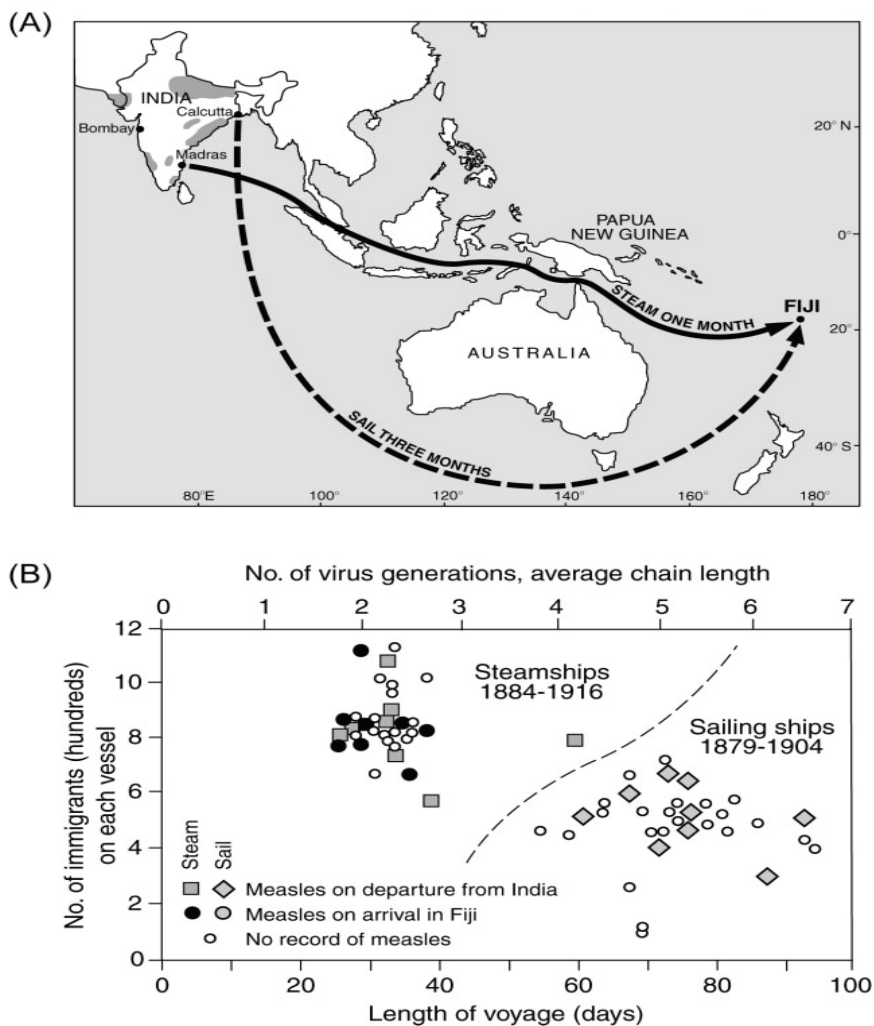 (A)
INDIA
Calcutta
Bombay
Madras
20° N
PAPUA
NEW GUINEA
0°
STEAM ONE MONTH
FIJI
20°
AUSTRALIA
SAIL THREE MONTHS
40° S
80°E 100° 120° 140° 160° 180°
(B)
No. of virus generations, average chain length
0 1 2 3 4 5 6 7
12
10
8
6
4
2
0
No. of immigrants (hundreds)
on each vessel
Steamships
1884-1916
Sailing ships
1879-1904
Steam
Sail
Measles on departure from India
Measles on arrival in Fiji
No record of measles
0 20 40 60 80 100
Length of voyage (days)